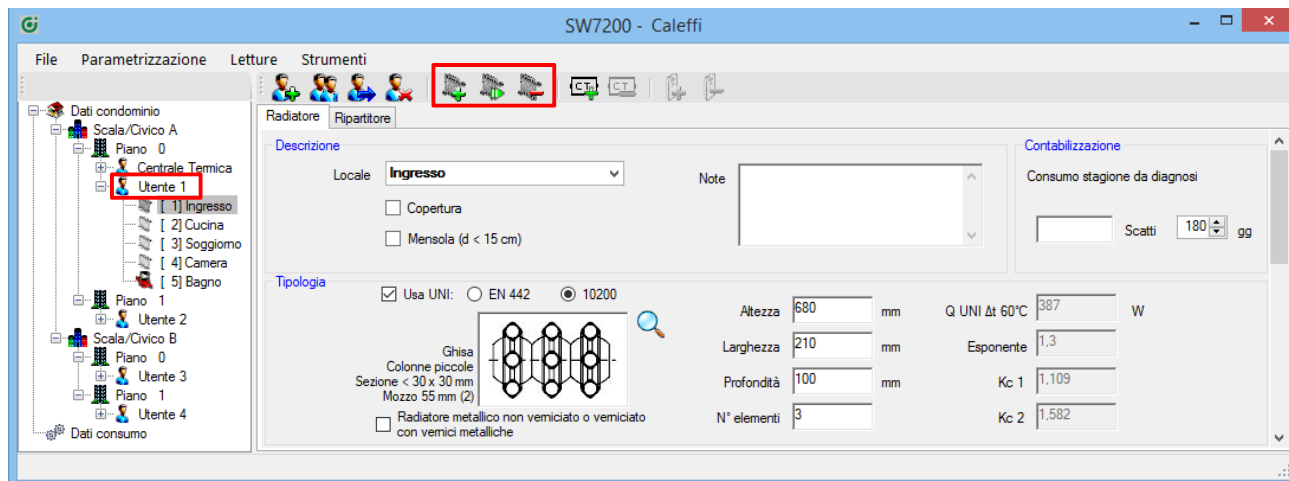 SW7200 - Caleffi
File Parametrizzazione Letture Strumenti
CTn CT
Dati condominio
Scala/Civico A
Piano 0
Centrale Termica
Utente 1
[ 1] Ingresso
[ 2] Cucina
[ 3] Soggiorno
[ 4] Camera
[ 5] Bagno
Piano 1
Utente 2
Scala/Civico B
Piano 0
Utente 3
Piano 1
Utente 4
Dati consumo
Radiatore Ripartitore
Descrizione
Locale Ingresso
Copertura
Mensola (d < 15 cm)
Note
Contabilizzazione
Consumo stagione da diagnosi
Scatti 180 gg
Tipologia
Usa UNI: EN 442 10200
Ghisa
Colonne piccole
Sezione < 30 x 30 mm
Mozzo 55 mm (2)
Radiatore metallico non verniciato o verniciato
con vernici metalliche
Altezza 680 mm
Larghezza 210 mm
Profondità 100 mm
N° elementi 3
Q UNI Δt 60°C 387 W
Esponente 1,3
Kc 1 1,109
Kc 2 1,582